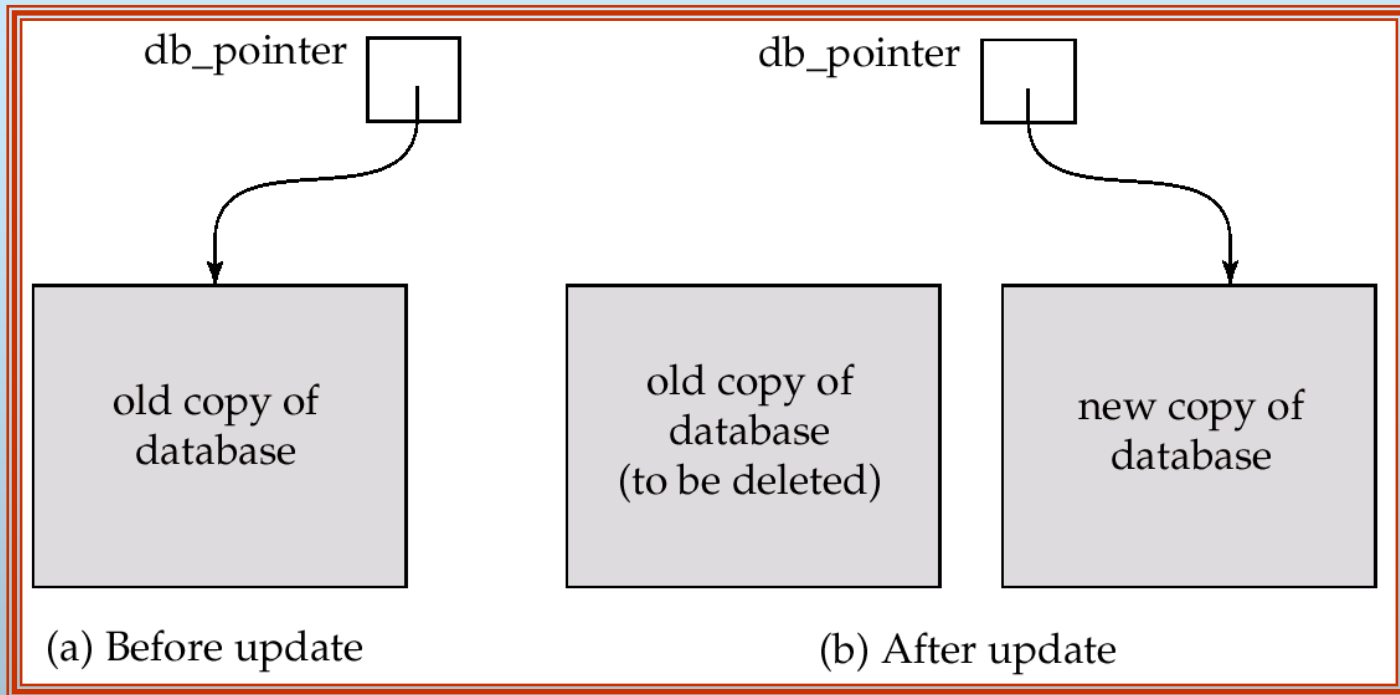 db_pointer
old copy of
database
(a) Before update
db_pointer
old copy of
database
(to be deleted)
new copy of
database
(b) After update